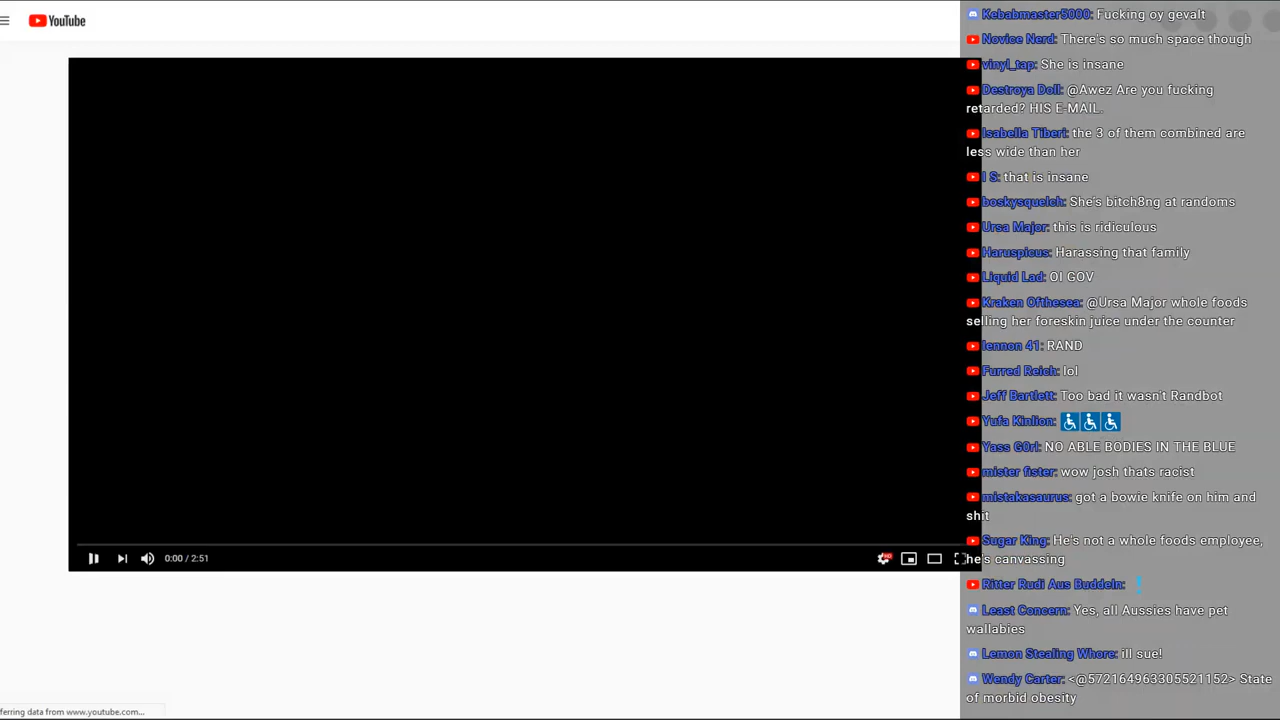 YouTube
Kebabmaster5000: Fucking oy gevalt
Novice Nerd: There's so much space though
vinyl_tap: She is insane
Destroya Doll: @Awez Are you fucking
retarded? HIS E-MAIL.
Isabella Tiberi: the 3 of them combined are
less wide than her
I S: that is insane
boskysquelch: She's bitch8ng at randoms
Ursa Major: this is ridiculous
Haruspicus: Harassing that family
Liquid Lad: OI GOV
Kraken Ofthesea: @Ursa Major whole foods
selling her foreskin juice under the counter
lennon 41: RAND
Furred Reich: lol
Jeff Bartlett: Too bad it wasn't Randbot
Yufa Kinlion:
Yass G0rl: NO ABLE BODIES IN THE BLUE
mister fister: wow josh thats racist
mistakasaurus: got a bowie knife on him and
shit
Sugar King: He's not a whole foods employee,
he's canvassing
Ritter Rudi Aus Buddeln:
Least Concern: Yes, all Aussies have pet
wallabies
Lemon Stealing Whore: ill sue!
Wendy Carter: <@572164963305521152> State
of morbid obesity
0:00 / 2:51
HD
ferring data from www.youtube.com...